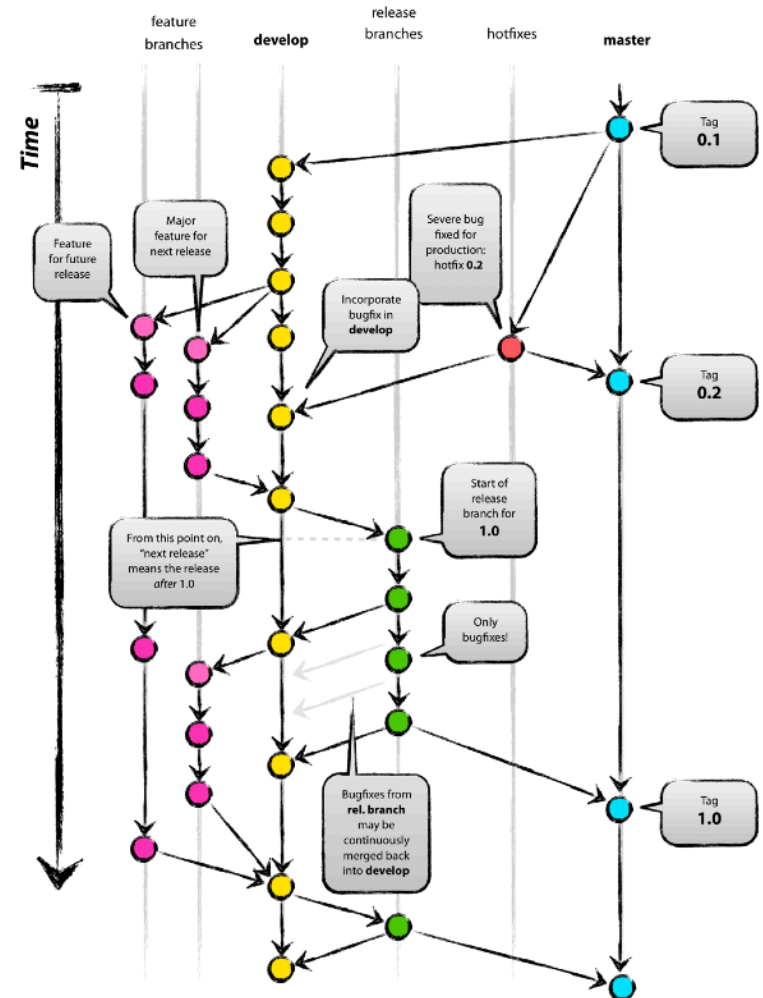 feature
branches
develop
release
branches
hotfixes
master
Time
Tag
0.1
Major
feature for
next release
Severe bug
fixed for
production:
hotfix 0.2
Feature
for future
release
Incorporate
bugfix in
develop
Tag
0.2
Start of
release
branch for
1.0
From this point on,
“next release”
means the release
after 1.0
Only
bugfixes!
Bugfixes from
rel. branch
may be
continuously
merged back
into develop
Tag
1.0